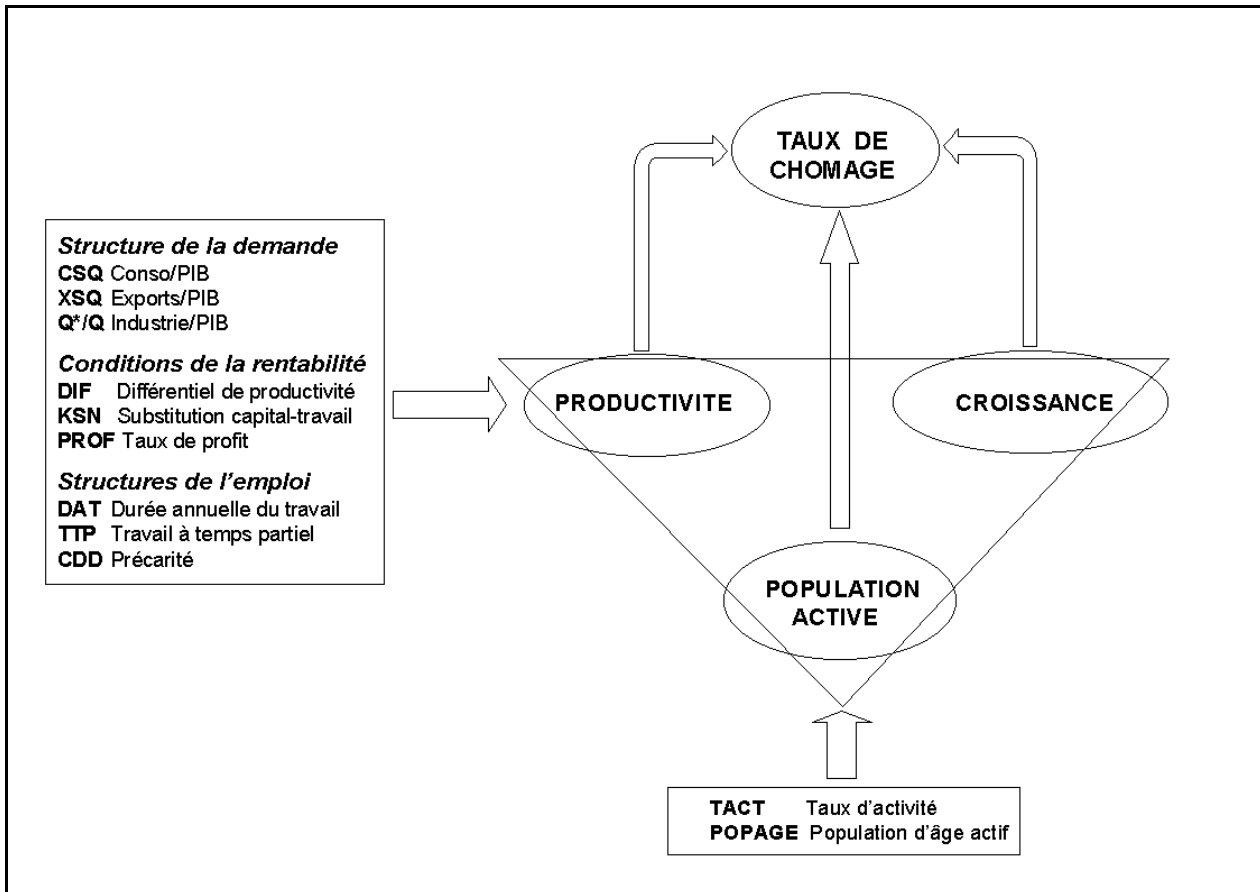 TAUX DE
CHOMAGE
Structure de la demande
CSQ Conso/PIB
XSQ Exports/PIB
Q*/Q Industrie/PIB
Conditions de la rentabilité
DIF Différentiel de productivité
KSN Substitution capital-travail
PROF Taux de profit
Structures de l'emploi
DAT Durée annuelle du travail
TTP Travail à temps partiel
CDD Précarité
PRODUCTIVITE
CROISSANCE
POPULATION
ACTIVE
TACT Taux d'activité
POPAGE Population d'âge actif